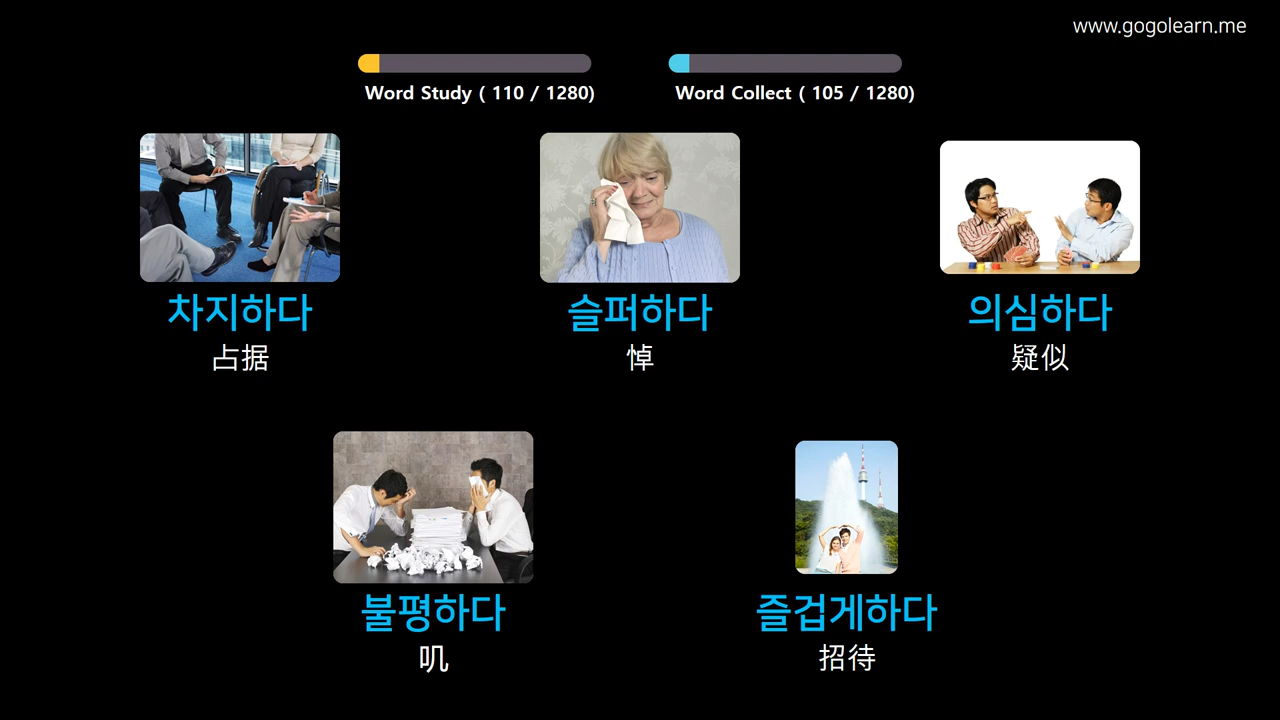 www.gogolearn.me
Word Study ( 110 / 1280)
Word Collect ( 105 / 1280)
차지하다
占据
슬퍼하다
悼
의심하다
疑似
불평하다
叽
즐겁게하다
招待